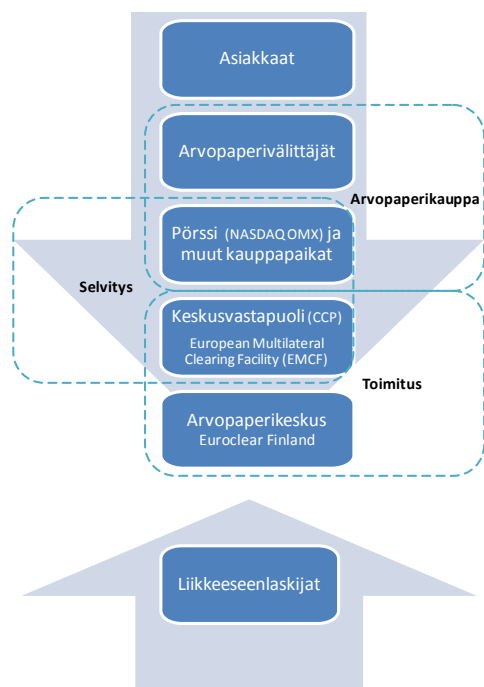 Asiakkaat
Arvopaperivälittäjät
Arvopaperikauppa
Pörssi (NASDAQ OMX) ja
muut kauppapaikat
Selvitys
Keskusvastapuoli (CCP)
European Multilateral
Clearing Facility (EMCF)
Toimitus
Arvopaperikeskus
Euroclear Finland
Liikkeeseenlaskijat